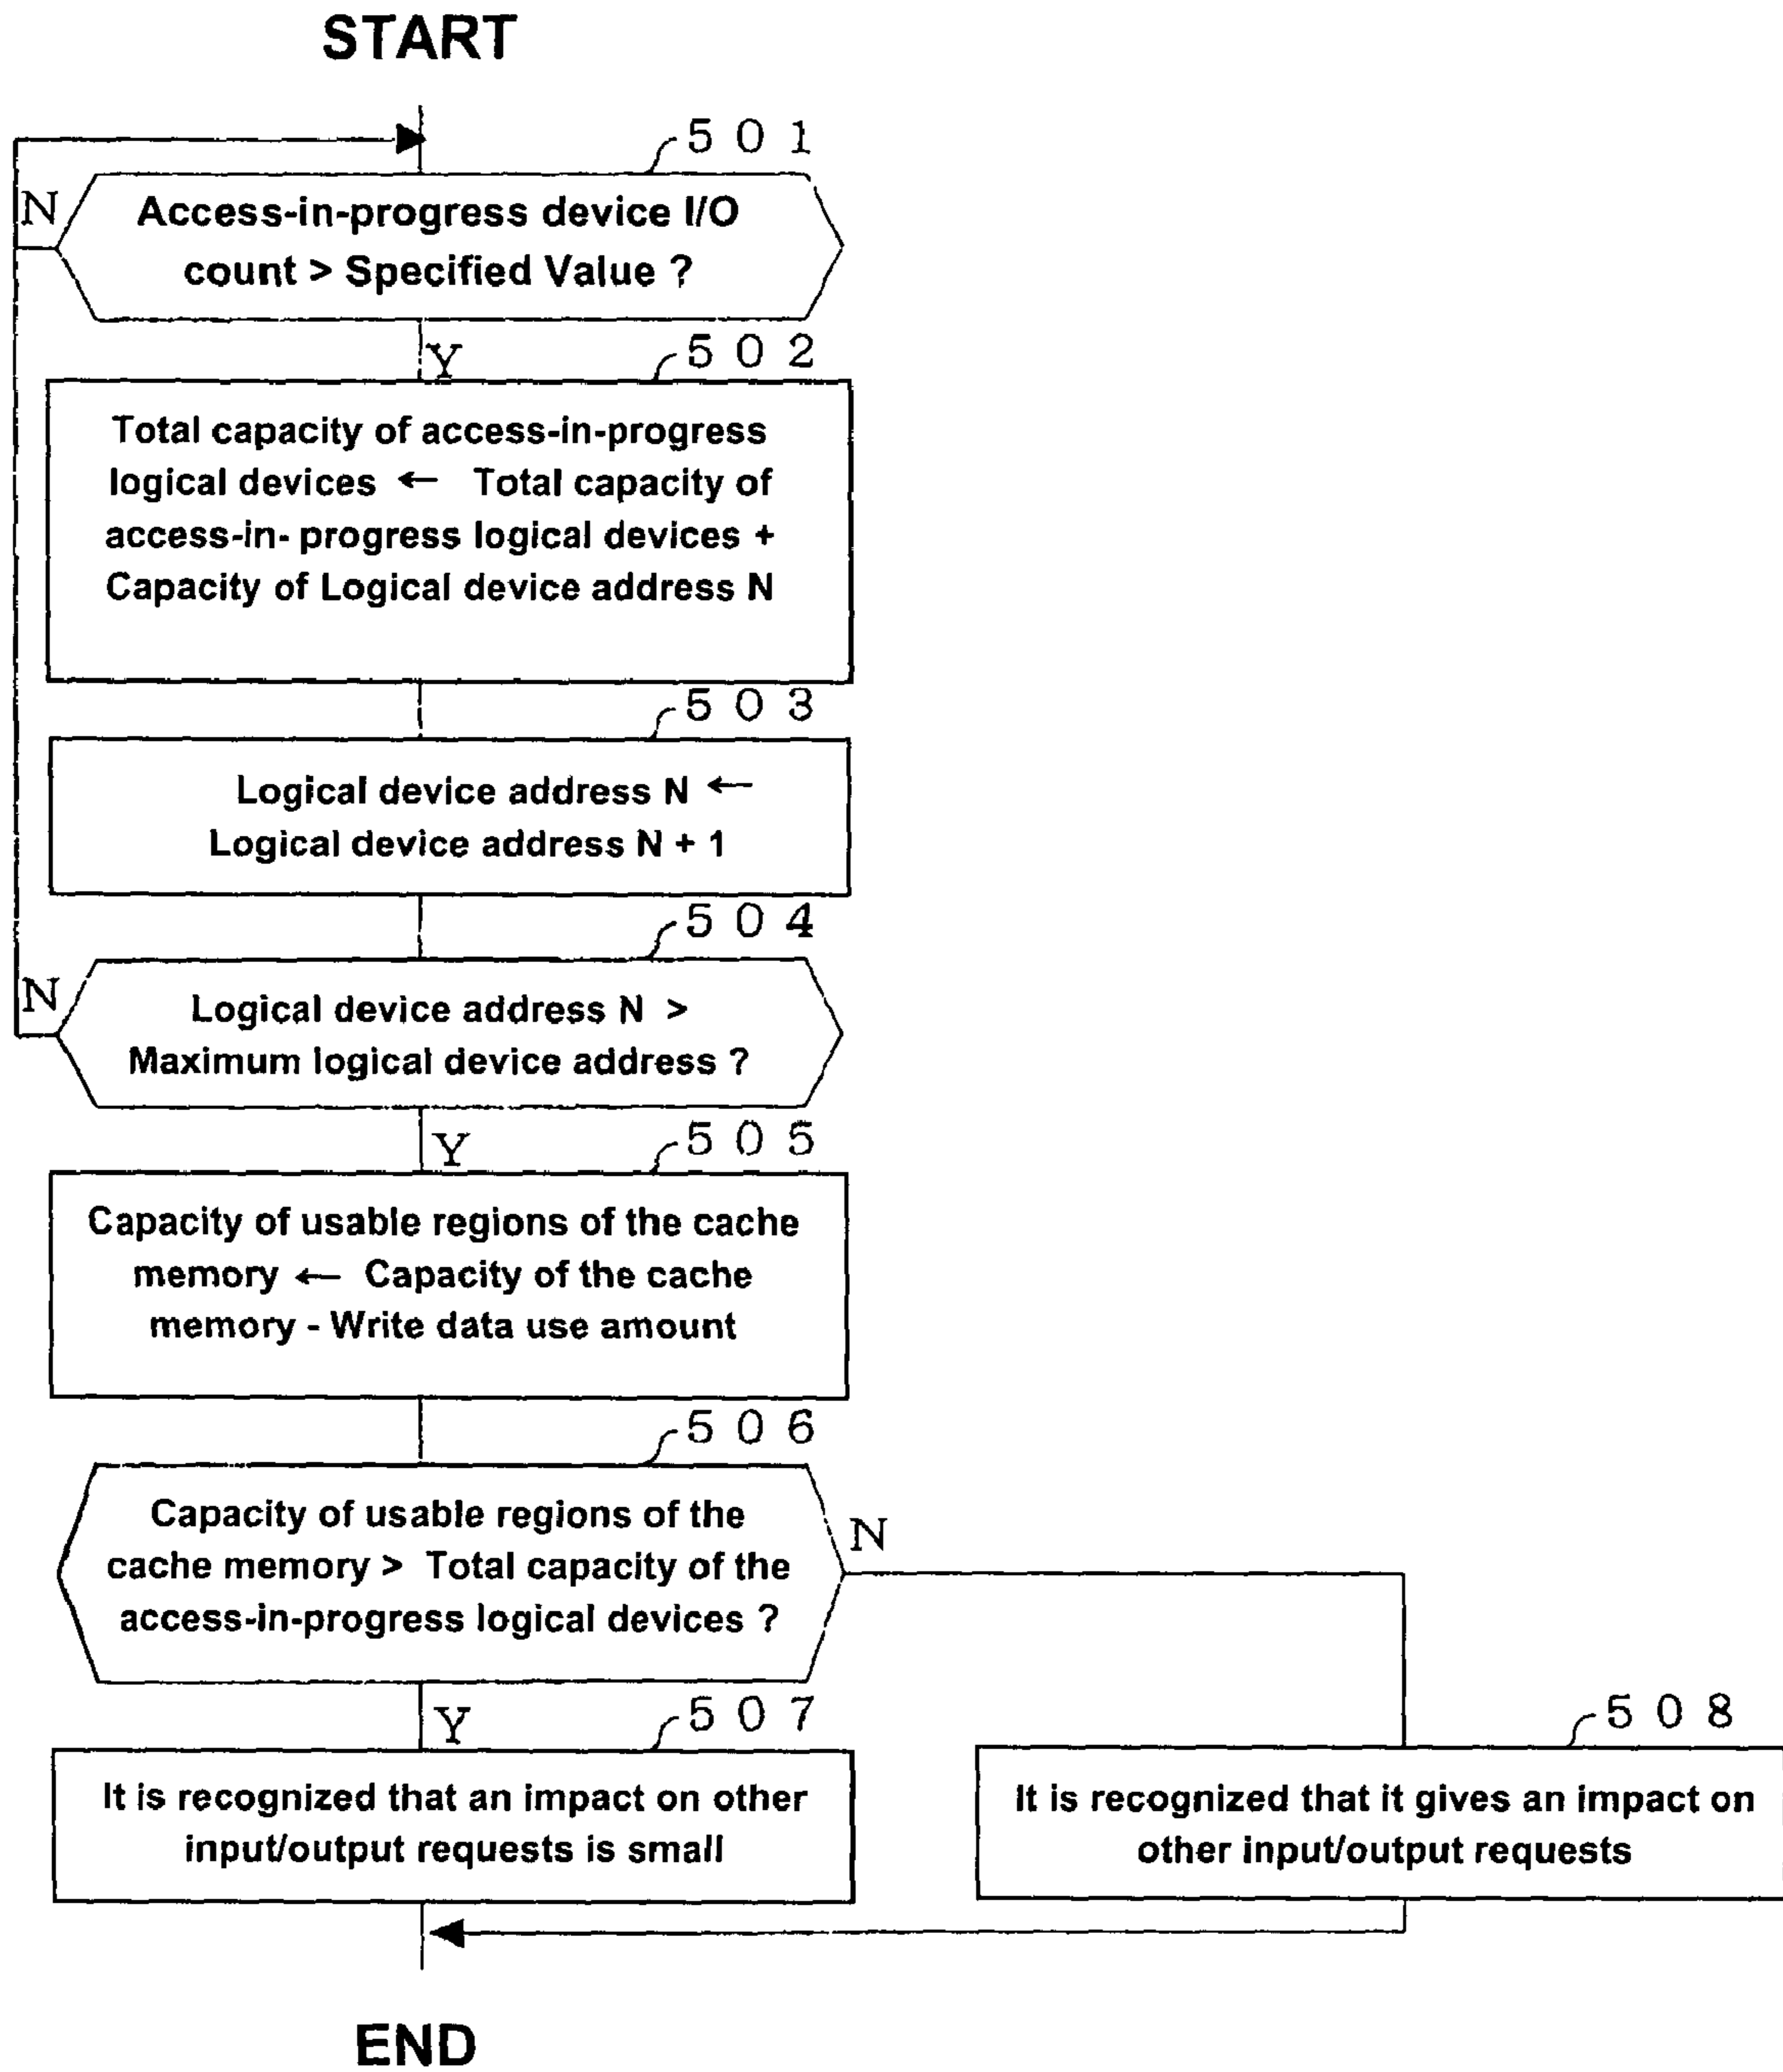 START
501
N
Access-in-progress device I/O
count > Specified Value ?
Y
502
Total capacity of access-in-progress
logical devices ← Total capacity of
access-in- progress logical devices +
Capacity of Logical device address N
503
Logical device address N ←
Logical device address N + 1
504
N
Logical device address N >
Maximum logical device address ?
Y
505
Capacity of usable regions of the cache
memory ← Capacity of the cache
memory - Write data use amount
506
Capacity of usable regions of the
cache memory > Total capacity of the
access-in-progress logical devices ?
N
Y
507
It is recognized that an impact on other
input/output requests is small
508
It is recognized that it gives an impact on
other input/output requests
END